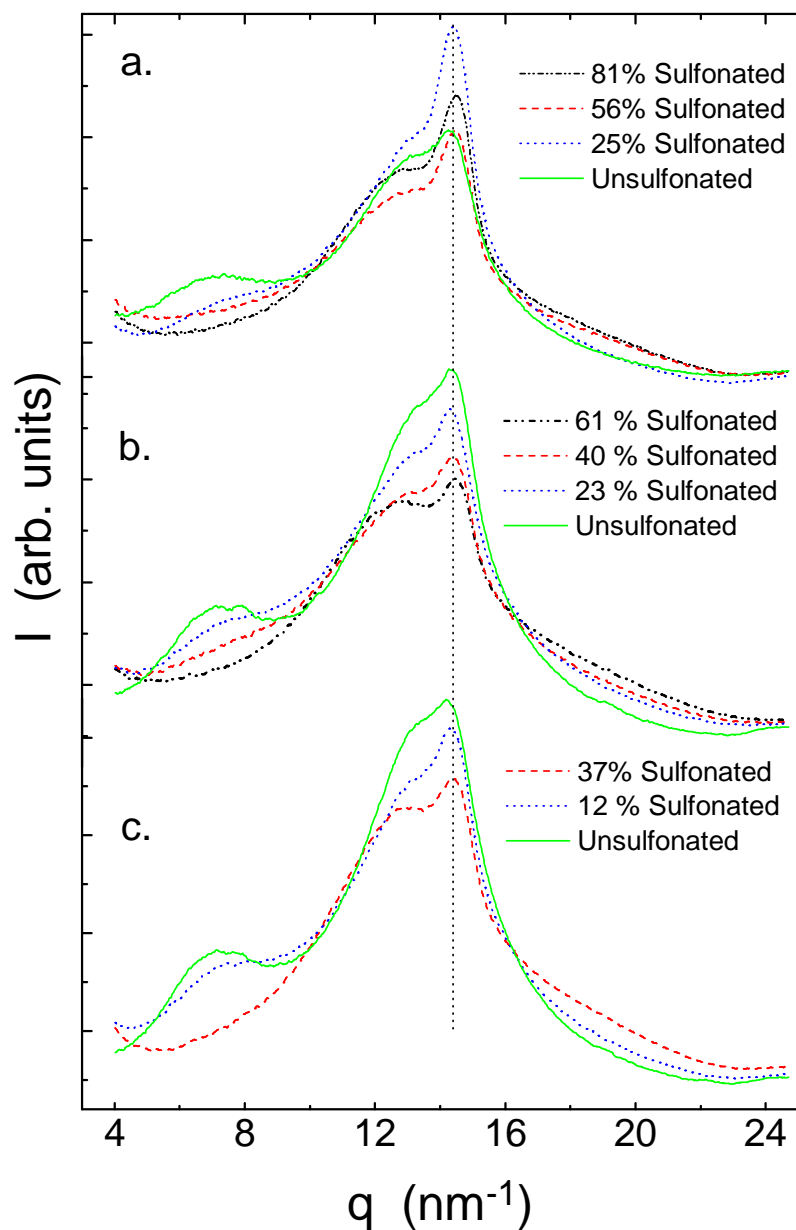 a.
81% Sulfonated
56% Sulfonated
25% Sulfonated
Unsulfonated
b.
61 % Sulfonated
40 % Sulfonated
23 % Sulfonated
Unsulfonated
c.
37% Sulfonated
12 % Sulfonated
Unsulfonated
I (arb. units)
4 8 12 16 20 24
q (nm⁻¹)